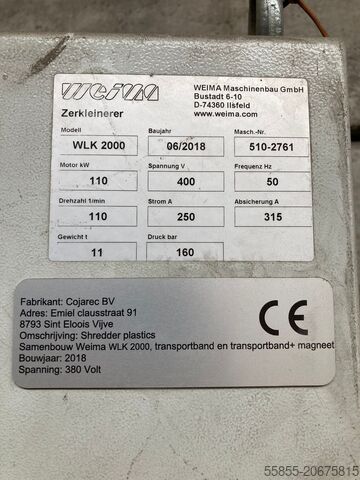 WEIMA
WEIMA Maschinenbau GmbH
Bustadt 6-10
D-74360 Ilsfeld
www.weima.com
Zerkleinerer
Modell Baujahr Masch.-Nr.
WLK 2000 06/2018 510-2761
Motor kW Spannung V Frequenz Hz
110 400 50
Drehzahl 1/min Strom A Absicherung A
110 250 315
Gewicht t Druck bar
11 160
Fabrikant: Cojarec BV
Adres: Emiel clausstraat 91
8793 Sint Eloois Vijve
Omschrijving: Shredder plastics
Samenbouw Weima WLK 2000, transportband en transportband+ magneet
Bouwjaar: 2018
Spanning: 380 Volt
CE
55855-20675815